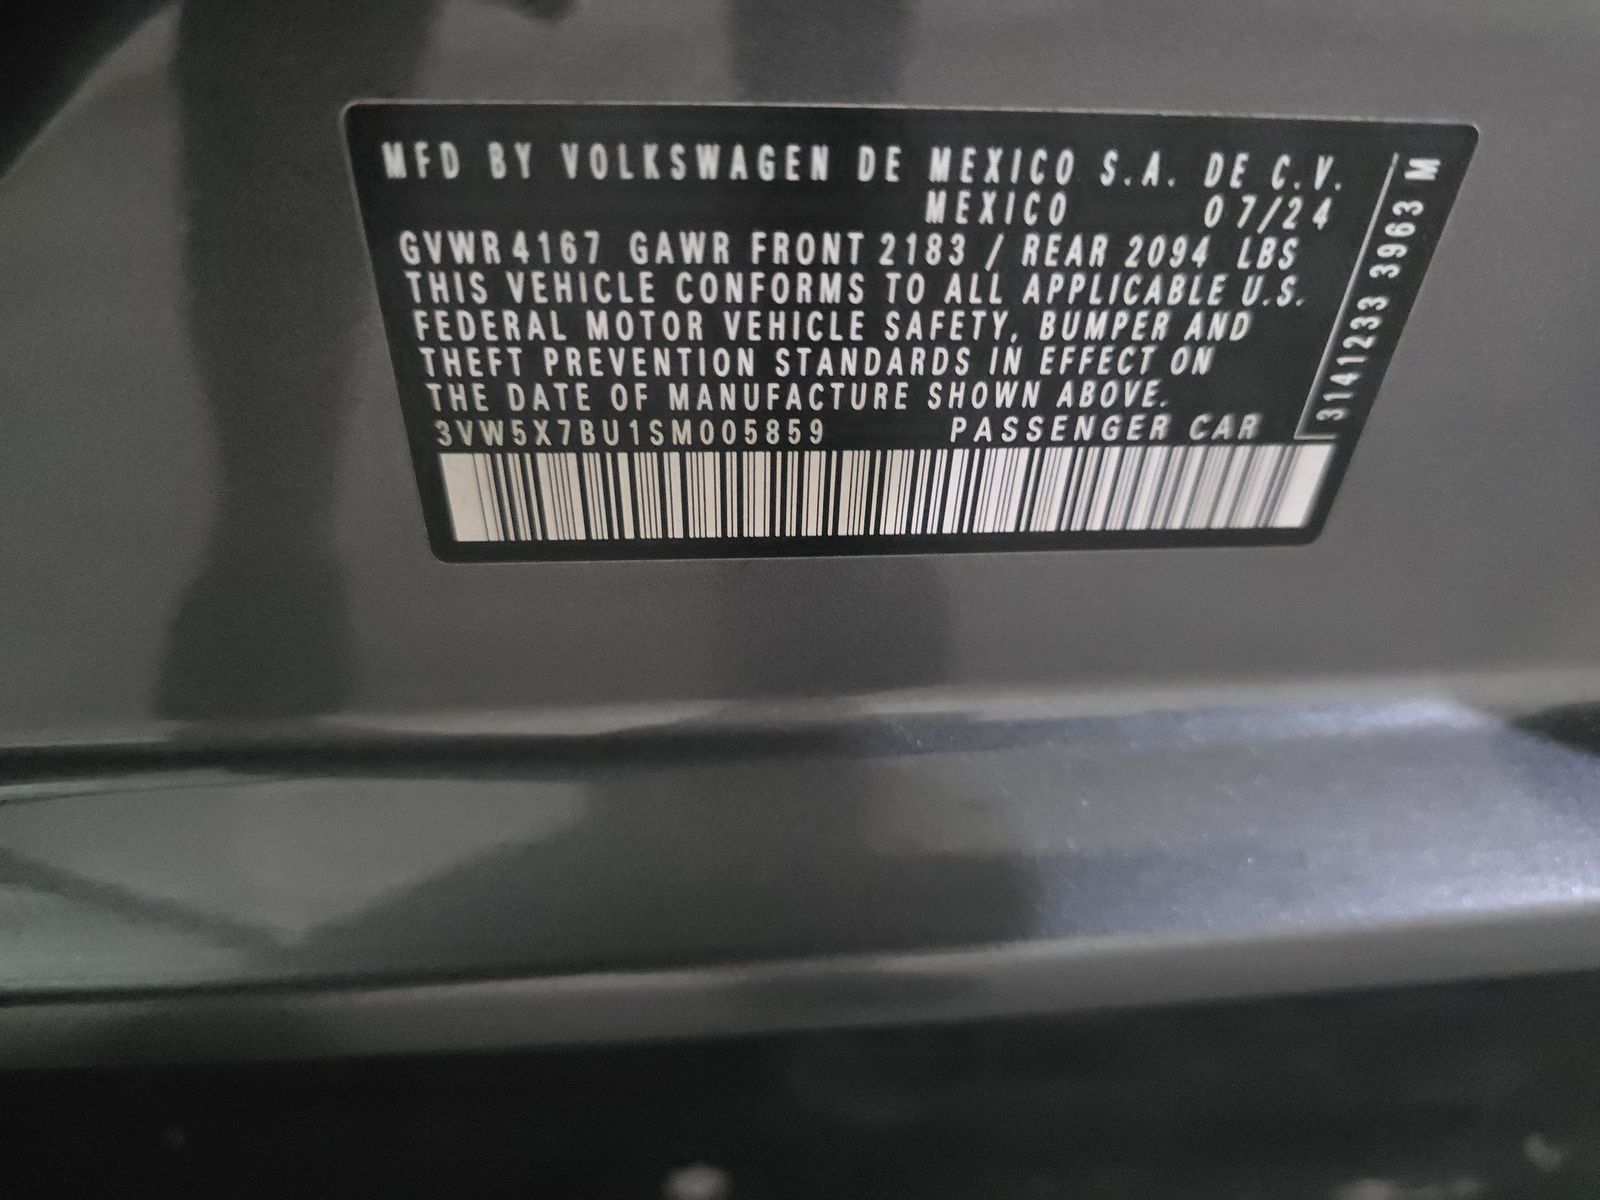 MFD BY VOLKSWAGEN DE MEXICO S.A. DE C.V.
MEXICO 07/24
GVWR 4167 GAWR FRONT 2183 / REAR 2094 LBS
THIS VEHICLE CONFORMS TO ALL APPLICABLE U.S.
FEDERAL MOTOR VEHICLE SAFETY, BUMPER AND
THEFT PREVENTION STANDARDS IN EFFECT ON
THE DATE OF MANUFACTURE SHOWN ABOVE.
3VW5X7BU1SM005859 PASSENGER CAR
3141233 3963 M